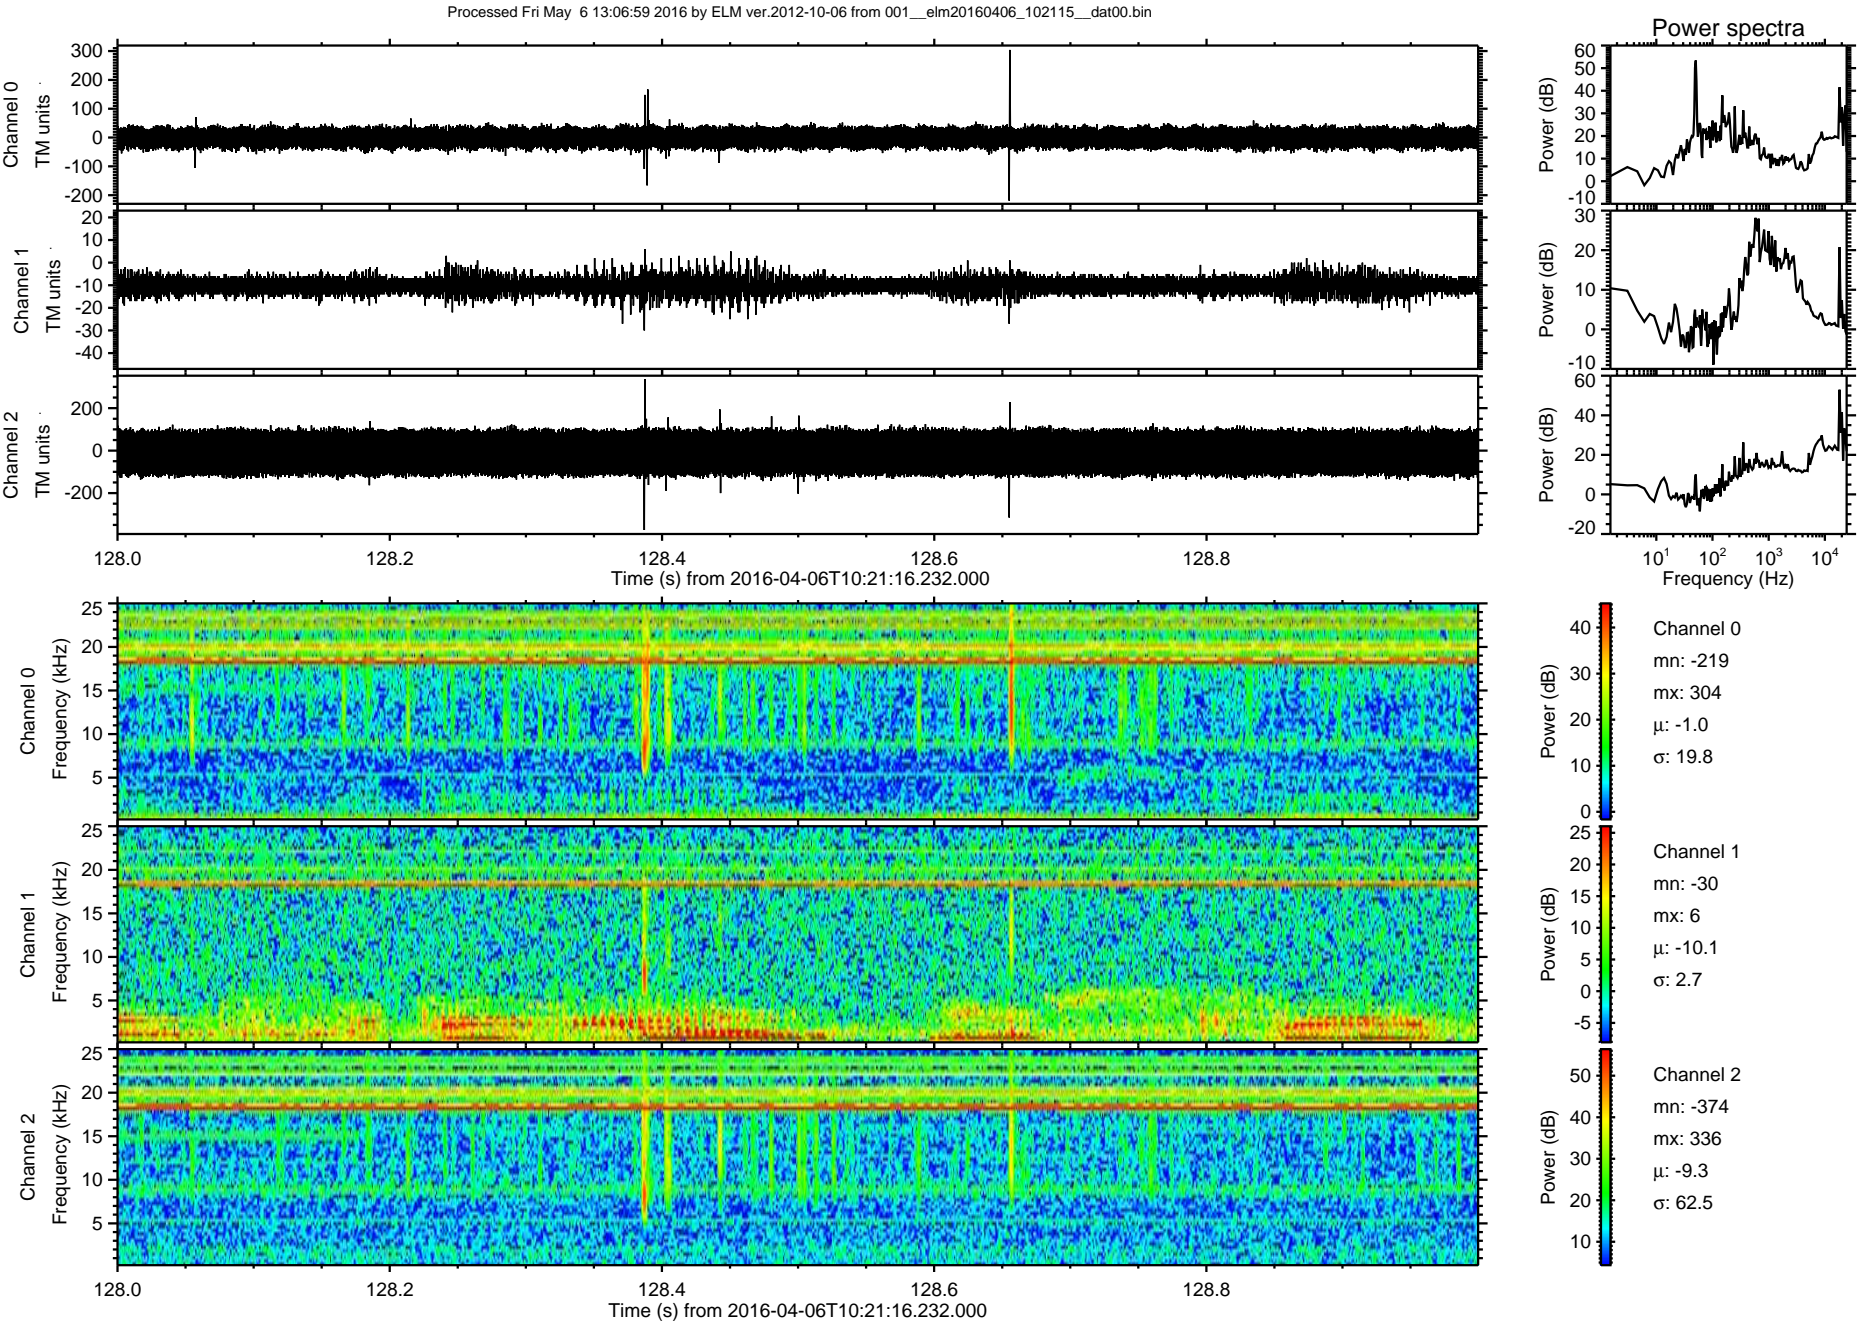 Processed Fri May  6 13:06:59 2016 by ELM ver.2012-10-06 from 001__elm20160406_102115__dat00.bin
Power spectra
Channel 0
TM units
300
200
100
0
-100
-200
Power (dB)
60
50
40
30
20
10
0
-10
Channel 1
TM units
20
10
0
-10
-20
-30
-40
Power (dB)
30
20
10
0
-10
Channel 2
TM units
200
0
-200
Power (dB)
60
40
20
0
-20
128.0 128.2 128.4 128.6 128.8
Time (s) from 2016-04-06T10:21:16.232.000
10¹ 10² 10³ 10⁴
Frequency (Hz)
Channel 0
Frequency (kHz)
25
20
15
10
5
Power (dB)
40
30
20
10
0
Channel 0
mn: -219
mx: 304
μ: -1.0
σ: 19.8
Channel 1
Frequency (kHz)
25
20
15
10
5
Power (dB)
25
20
15
10
5
0
-5
Channel 1
mn: -30
mx: 6
μ: -10.1
σ: 2.7
Channel 2
Frequency (kHz)
25
20
15
10
5
Power (dB)
50
40
30
20
10
Channel 2
mn: -374
mx: 336
μ: -9.3
σ: 62.5
128.0 128.2 128.4 128.6 128.8
Time (s) from 2016-04-06T10:21:16.232.000